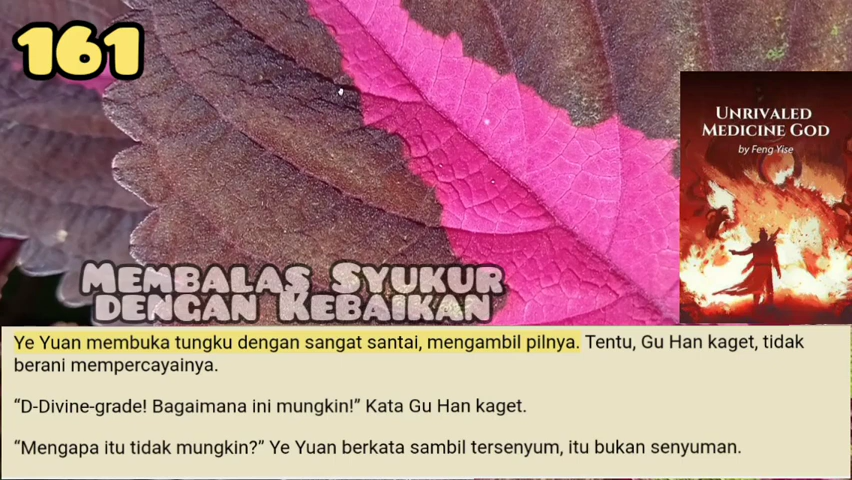 161
UNRIVALED
MEDICINE GOD
by Feng Yise
MEMBALAS SYUKUR
DENGAN KEBAIKAN
Ye Yuan membuka tungku dengan sangat santai, mengambil pilnya. Tentu, Gu Han kaget, tidak
berani mempercayainya.
“D-Divine-grade! Bagaimana ini mungkin!” Kata Gu Han kaget.
“Mengapa itu tidak mungkin?” Ye Yuan berkata sambil tersenyum, itu bukan senyuman.